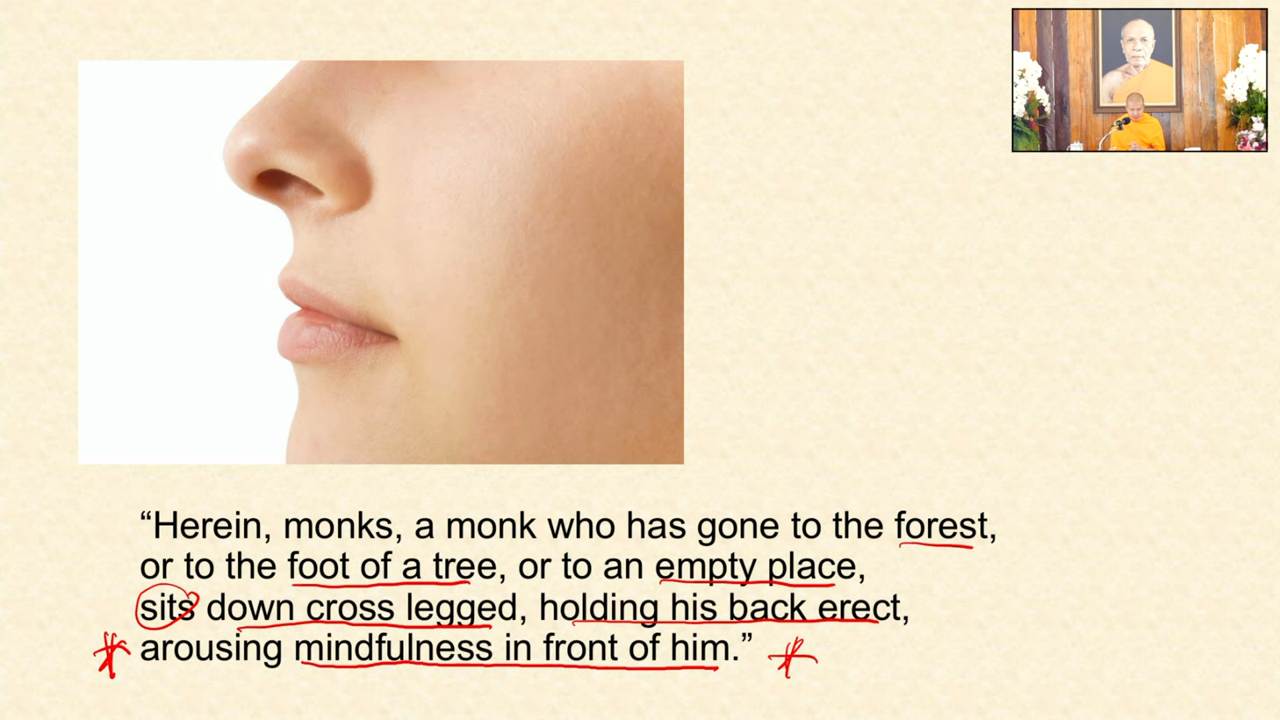 “Herein, monks, a monk who has gone to the forest,
or to the foot of a tree, or to an empty place,
sits down cross legged, holding his back erect,
arousing mindfulness in front of him.”